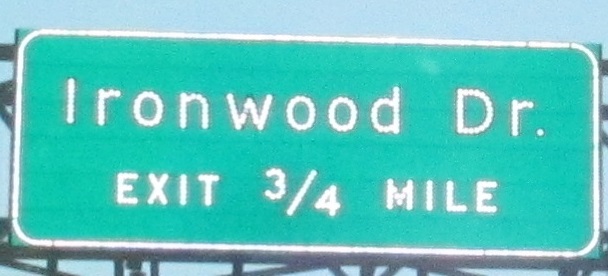 Ironwood Dr.
EXIT 3/4 MILE